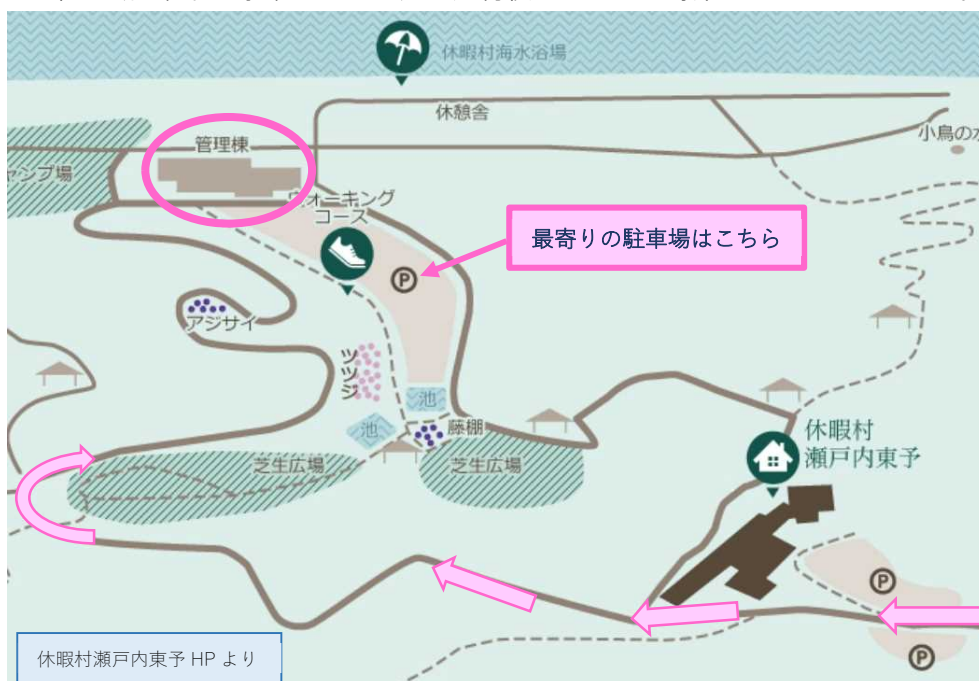 休暇村海水浴場
休憩舎
管理棟
小鳥の水
ャンプ場
ウォーキング
コース
最寄りの駐車場はこちら
P
アジサイ
ツツジ
池
池
藤棚
芝生広場
芝生広場
休暇村
瀬戸内東予
P
P
休暇村瀬戸内東予 HP より